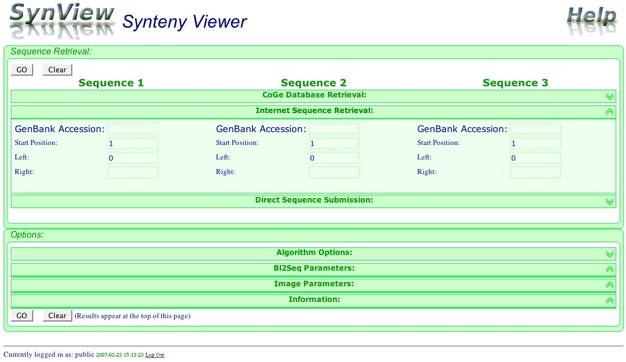 SynView Synteny Viewer Help
Sequence Retrieval:
GO Clear
Sequence 1 Sequence 2 Sequence 3
CoGe Database Retrieval:
Internet Sequence Retrieval:
GenBank Accession: GenBank Accession: GenBank Accession:
Start Position: 1 Start Position: 1 Start Position: 1
Left: 0 Left: 0 Left: 0
Right: Right: Right:
Direct Sequence Submission:
Options:
Algorithm Options:
Bl2Seq Parameters:
Image Parameters:
Information:
GO Clear (Results appear at the top of this page)
Currently logged in as: public 2007-02-23 15:13:23 Log Out